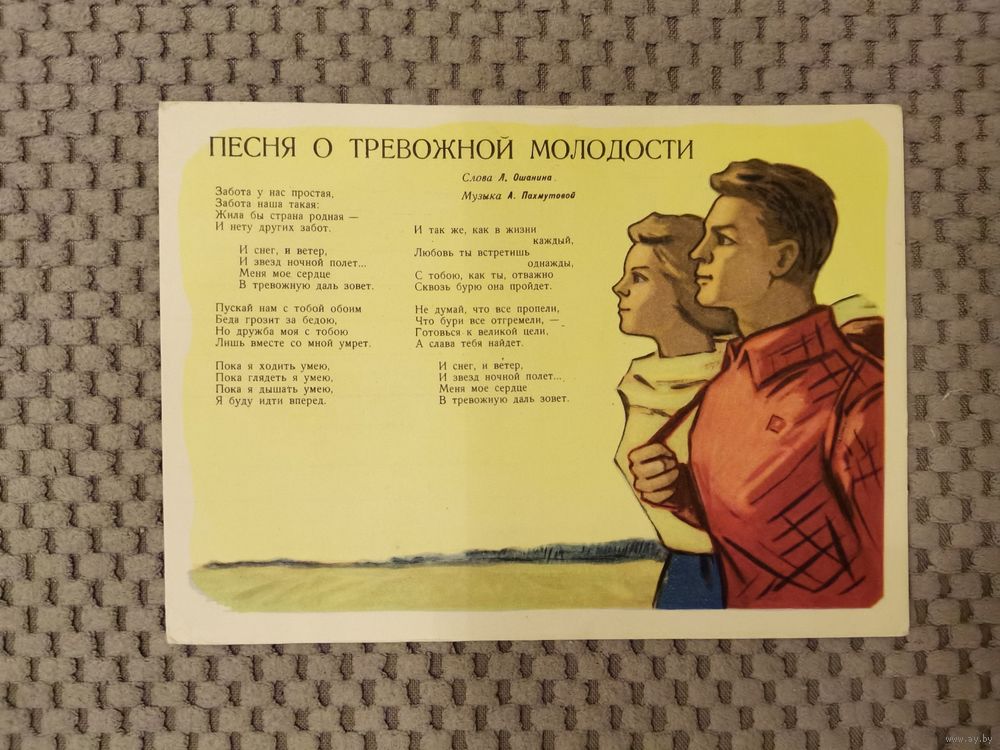 ПЕСНЯ О ТРЕВОЖНОЙ МОЛОДОСТИ
Слова Л. Ошанина.
Музыка А. Пахмутовой
Забота у нас простая,
Забота наша такая:
Жила бы страна родная —
И нету других забот.
И снег, и ветер,
И звезд ночной полет...
Меня мое сердце
В тревожную даль зовет.
Пускай нам с тобой обоим
Беда грозит за бедою,
Но дружба моя с тобою
Лишь вместе со мной умрет.
Пока я ходить умею,
Пока глядеть я умею,
Пока я дышать умею,
Я буду идти вперед.
И так же, как в жизни
каждый,
Любовь ты встретишь
однажды,
С тобою, как ты, отважно
Сквозь бурю она пройдет.
Не думай, что все пропели,
Что бури все отгремели, —
Готовься к великой цели,
А слава тебя найдет.
И снег, и ветер,
И звезд ночной полет...
Меня мое сердце
В тревожную даль зовет.
www.ay.by